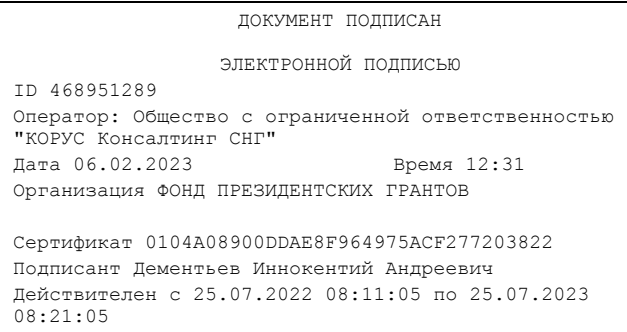 ДОКУМЕНТ ПОДПИСАН
ЭЛЕКТРОННОЙ ПОДПИСЬЮ
ID 468951289
Оператор: Общество с ограниченной ответственностью
"КОРУС Консалтинг СНГ"
Дата 06.02.2023 Время 12:31
Организация ФОНД ПРЕЗИДЕНТСКИХ ГРАНТОВ
Сертификат 0104A08900DDAE8F964975ACF277203822
Подписант Дементьев Иннокентий Андреевич
Действителен с 25.07.2022 08:11:05 по 25.07.2023
08:21:05